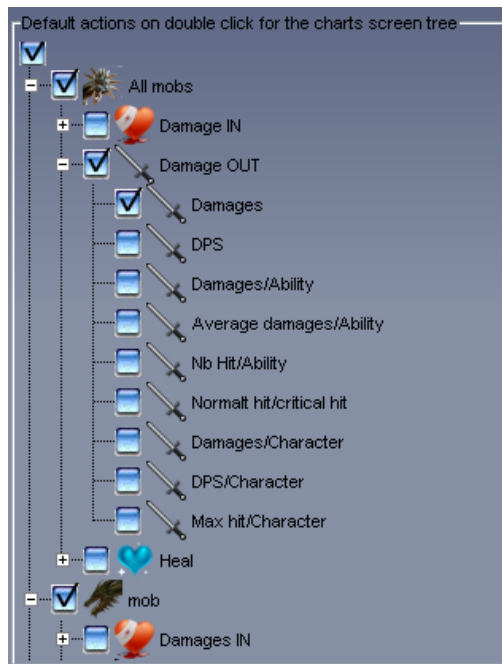 Default actions on double click for the charts screen tree
All mobs
Damage IN
Damage OUT
Damages
DPS
Damages/Ability
Average damages/Ability
Nb Hit/Ability
Normalt hit/critical hit
Damages/Character
DPS/Character
Max hit/Character
Heal
mob
Damages IN